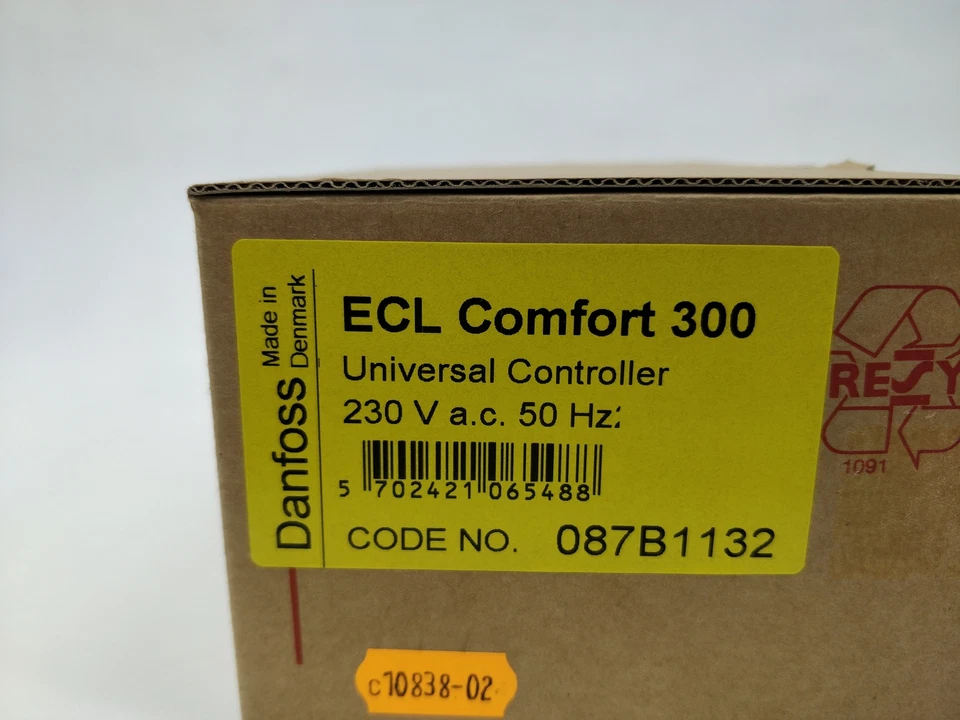 Made in
Denmark
Danfoss
ECL Comfort 300
Universal Controller
230 V a.c. 50 Hz
5 702421 065488
CODE NO. 087B1132
RESY
1091
c10838-02